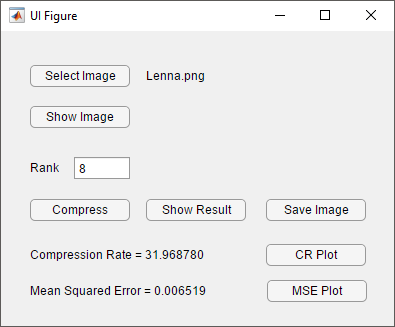 UI Figure
Select Image Lenna.png
Show Image
Rank 8
Compress Show Result Save Image
Compression Rate = 31.968780 CR Plot
Mean Squared Error = 0.006519 MSE Plot